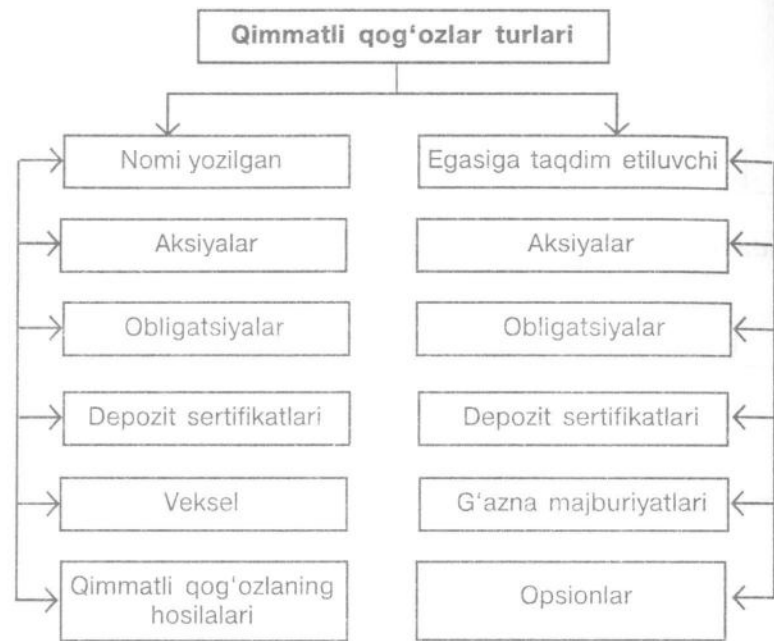 Qimmatli qog‘ozlar turlari
Nomi yozilgan
Egasiga taqdim etiluvchi
Aksiyalar
Aksiyalar
Obligatsiyalar
Obligatsiyalar
Depozit sertifikatlari
Depozit sertifikatlari
Veksel
G‘azna majburiyatlari
Qimmatli qog‘ozlaning
hosilalari
Opsionlar